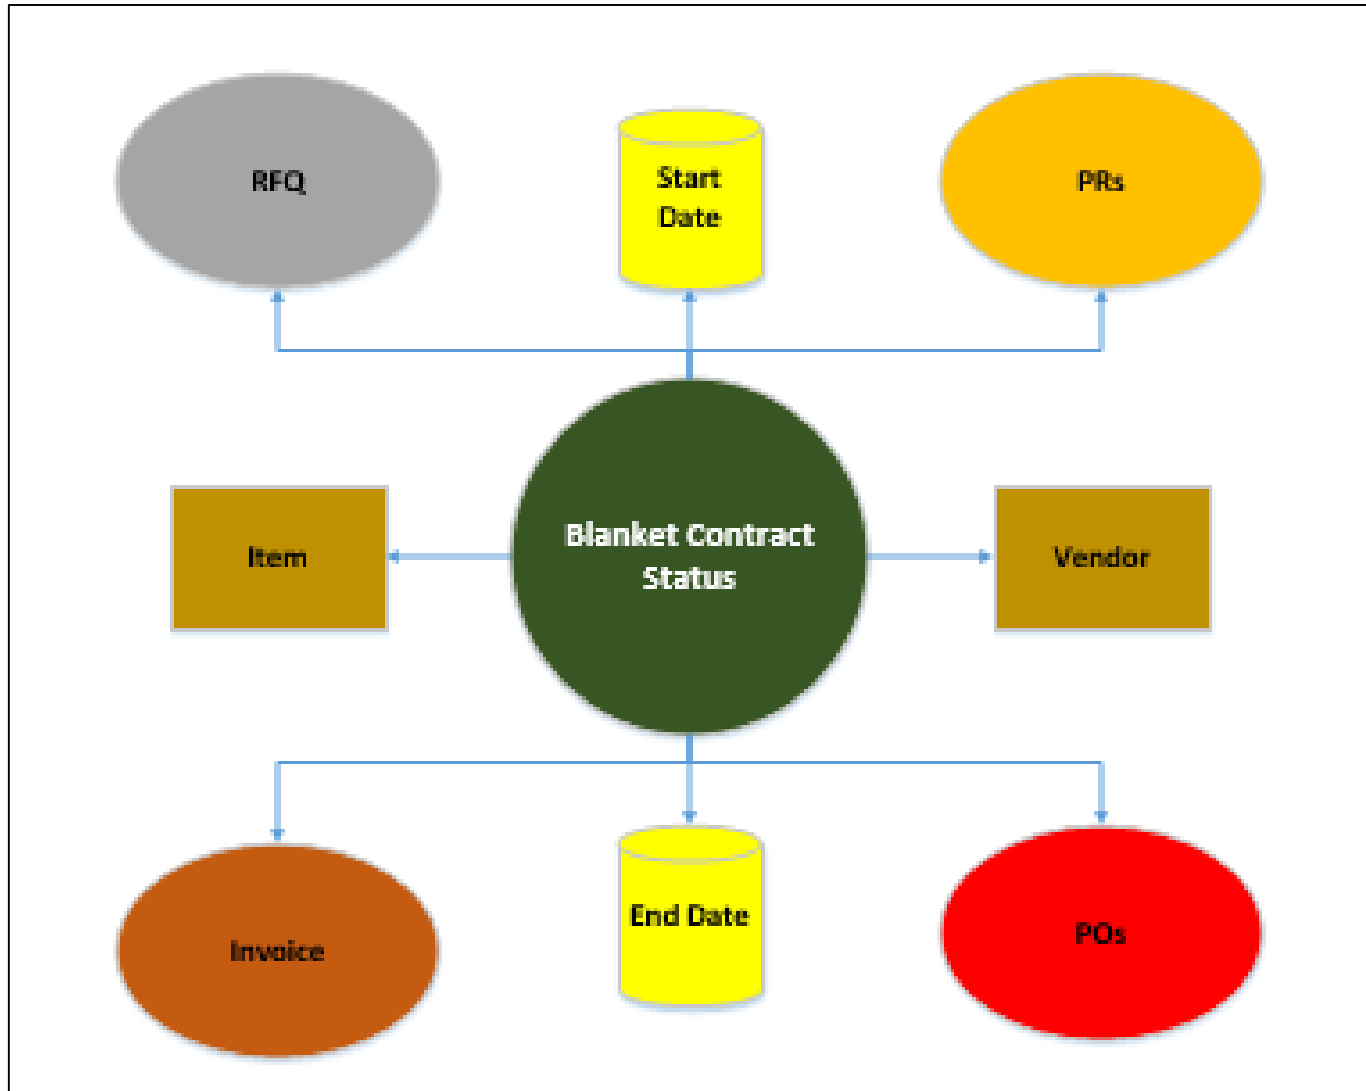 RFQ
Start
Date
PRs
Item
Blanket Contract
Status
Vendor
Invoice
End Date
POs